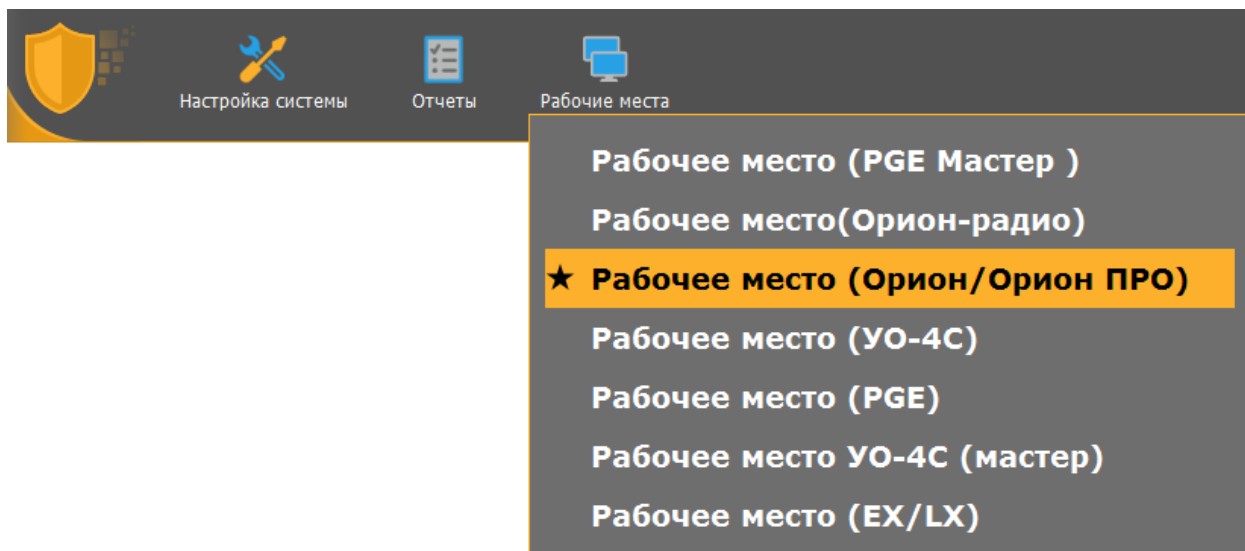 Настройка системы
Отчеты
Рабочие места
Рабочее место (PGE Мастер )
Рабочее место(Орион-радио)
★ Рабочее место (Орион/Орион ПРО)
Рабочее место (УО-4С)
Рабочее место (PGE)
Рабочее место УО-4С (мастер)
Рабочее место (EX/LX)